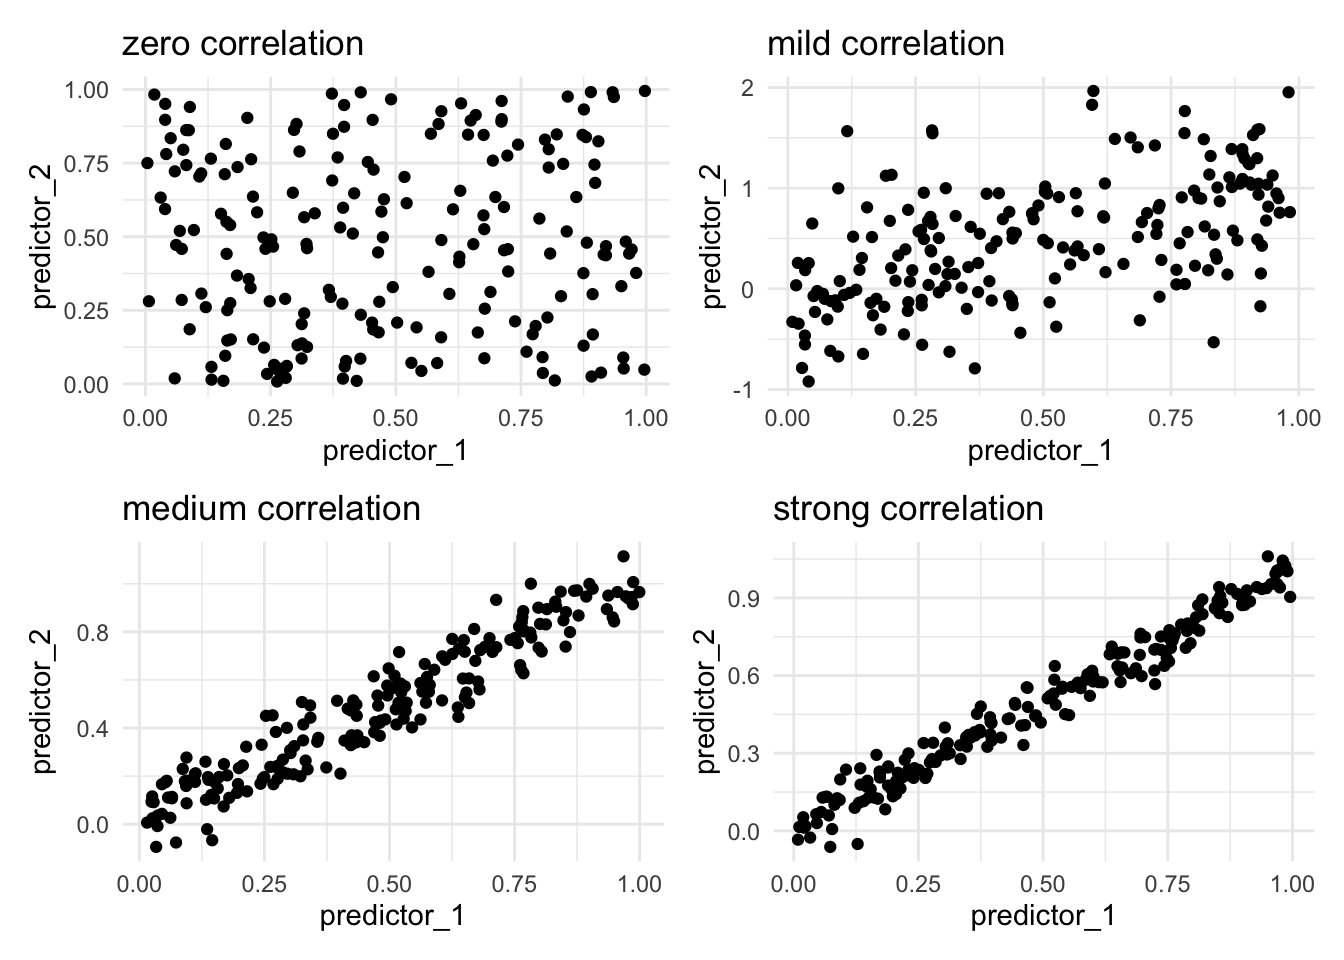 zero correlation
1.00
0.75
0.50
0.25
0.00
predictor_2
0.00 0.25 0.50 0.75 1.00
predictor_1
mild correlation
2
1
0
-1
predictor_2
0.00 0.25 0.50 0.75 1.00
predictor_1
medium correlation
0.8
0.4
0.0
predictor_2
0.00 0.25 0.50 0.75 1.00
predictor_1
strong correlation
0.9
0.6
0.3
0.0
predictor_2
0.00 0.25 0.50 0.75 1.00
predictor_1